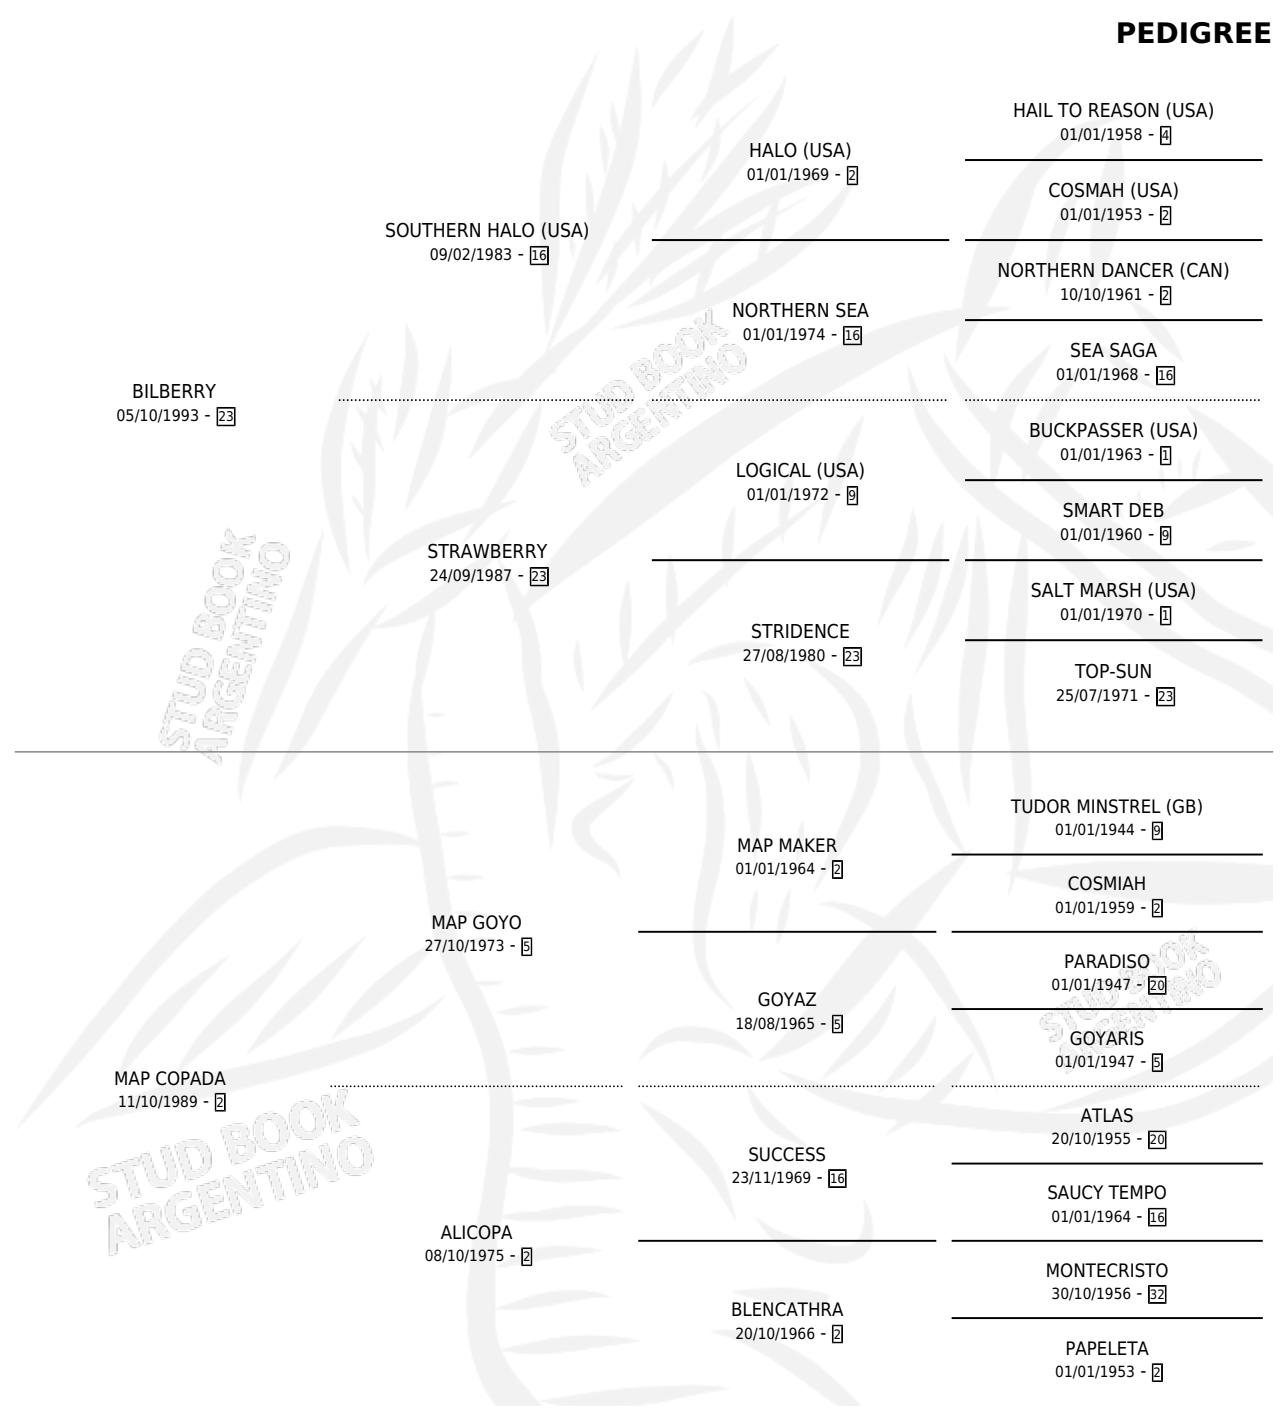 PEDIGREE
HAIL TO REASON (USA)
01/01/1958 - 4
HALO (USA)
01/01/1969 - 2
COSMAH (USA)
01/01/1953 - 2
SOUTHERN HALO (USA)
09/02/1983 - 16
NORTHERN DANCER (CAN)
10/10/1961 - 2
NORTHERN SEA
01/01/1974 - 16
SEA SAGA
01/01/1968 - 16
BILBERRY
05/10/1993 - 23
STUD BOOK
ARGENTINO
BUCKPASSER (USA)
01/01/1963 - 1
LOGICAL (USA)
01/01/1972 - 9
SMART DEB
01/01/1960 - 9
STRAWBERRY
24/09/1987 - 23
SALT MARSH (USA)
01/01/1970 - 1
STRIDENCE
27/08/1980 - 23
TOP-SUN
25/07/1971 - 23
STUD BOOK
ARGENTINO
TUDOR MINSTREL (GB)
01/01/1944 - 9
MAP MAKER
01/01/1964 - 2
COSMIAH
01/01/1959 - 2
MAP GOYO
27/10/1973 - 5
PARADISO
01/01/1947 - 20
GOYAZ
18/08/1965 - 5
GOYARIS
01/01/1947 - 5
STUD BOOK
ARGENTINO
MAP COPADA
11/10/1989 - 2
ATLAS
20/10/1955 - 20
SUCCESS
23/11/1969 - 16
SAUCY TEMPO
01/01/1964 - 16
STUD BOOK
ARGENTINO
ALICOPA
08/10/1975 - 2
MONTECRISTO
30/10/1956 - 32
BLENCATHRA
20/10/1966 - 2
PAPELETA
01/01/1953 - 2